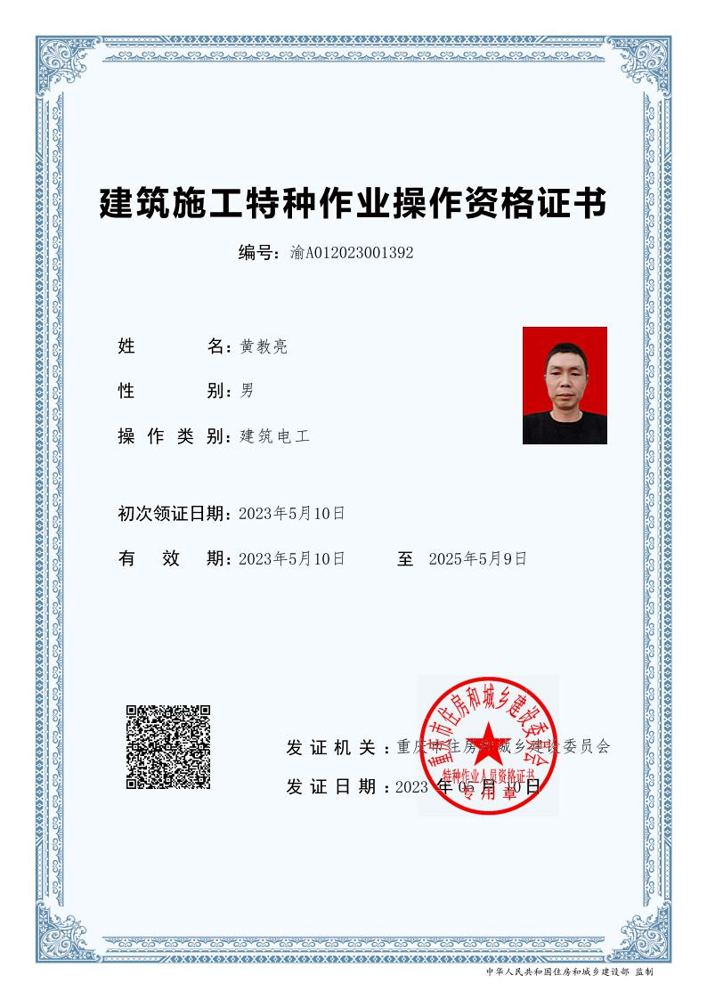 建筑施工特种作业操作资格证书
编号：渝A012023001392
姓名：黄教亮
性别：男
操作类别：建筑电工
初次领证日期：2023年5月10日
有效期：2023年5月10日 至 2025年5月9日
发证机关：重庆市住房和城乡建设委员会
发证日期：2023 年 05 月 10 日
重庆市住房和城乡建设委员会
特种作业人员资格证书
专用章
中华人民共和国住房和城乡建设部 监制